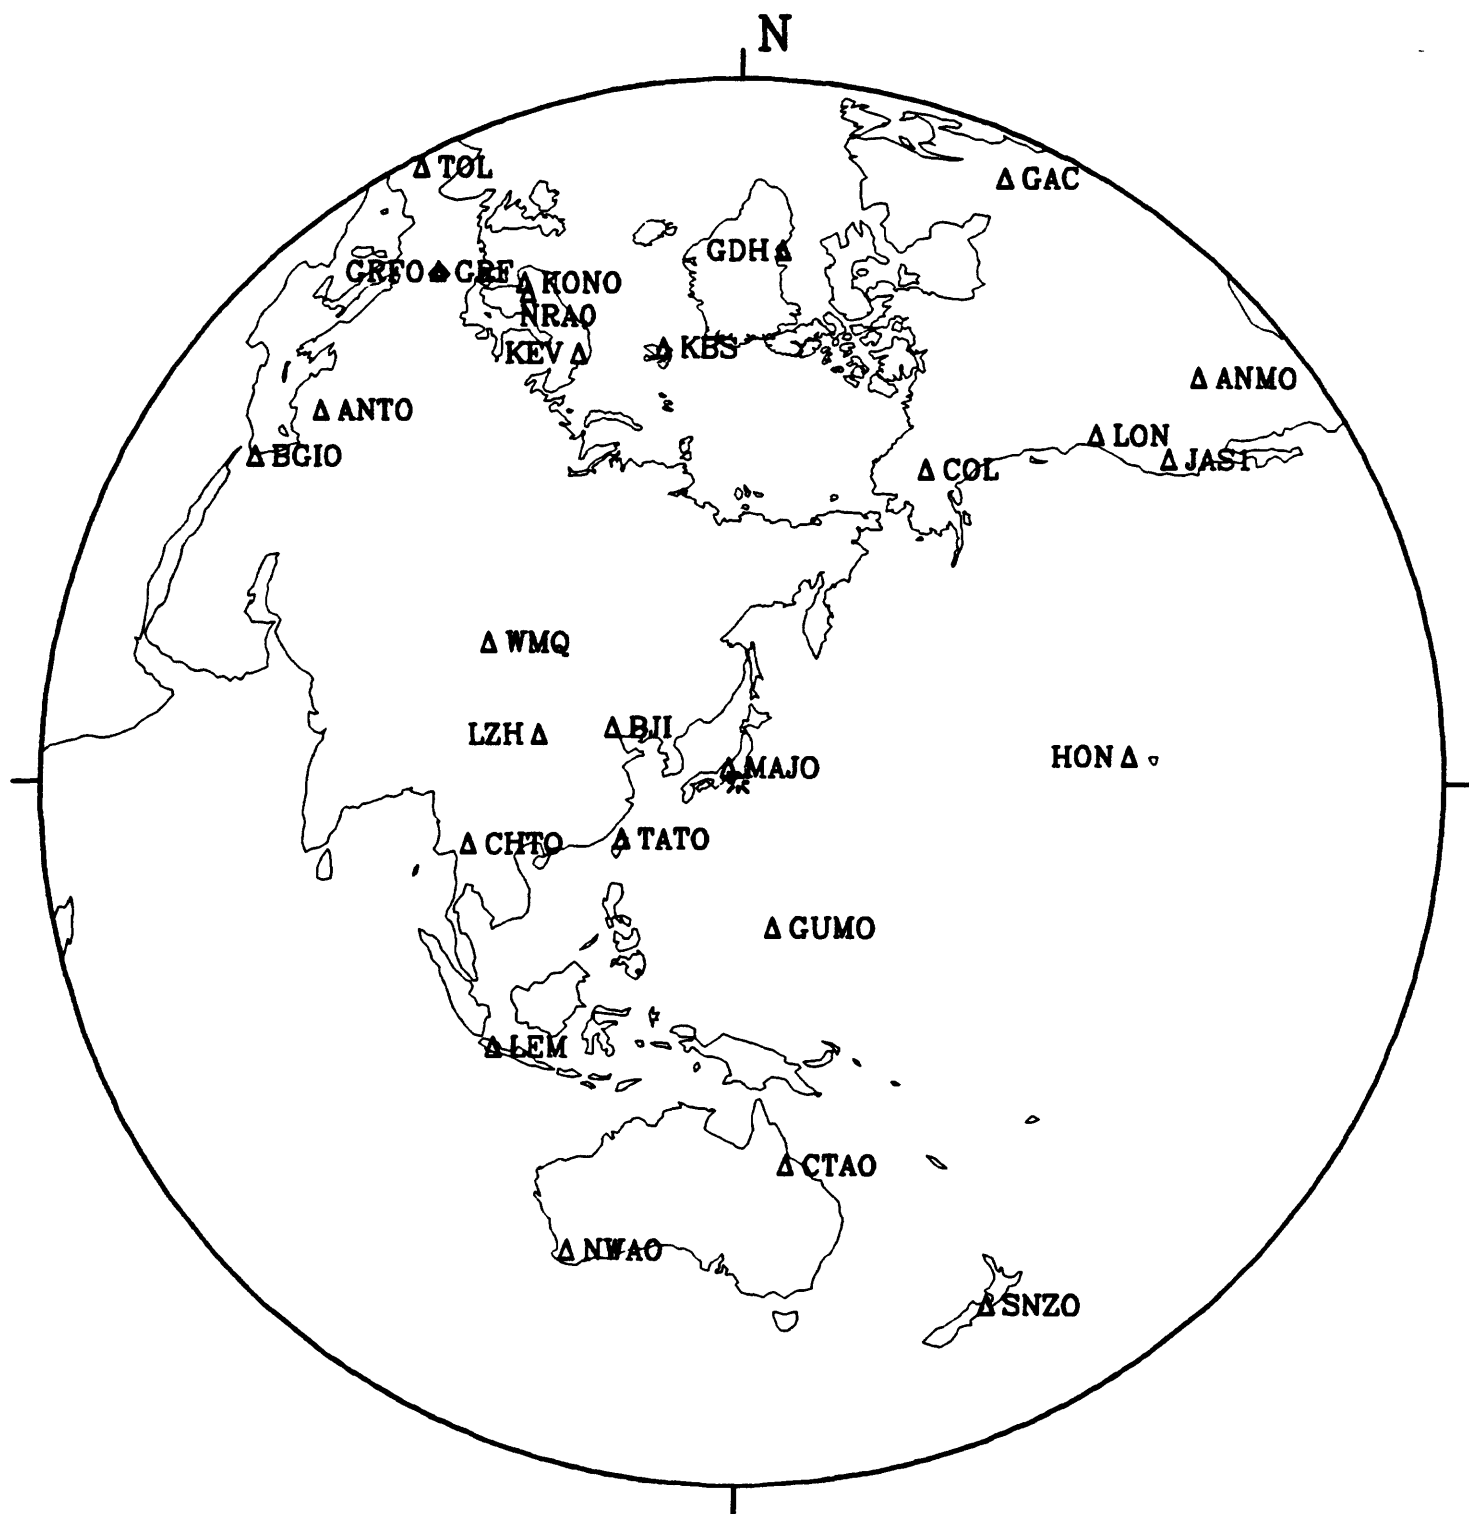 N
TOL
GAC
GDH
GRFO GRF
KONO
NRAO
KEV
KBS
ANMO
ANTO
LON
BGIO
JAS1
COL
WMQ
LZH
BJI
HON
MAJO
CHTO
TATO
GUMO
LEM
CTAO
NWAO
SNZO